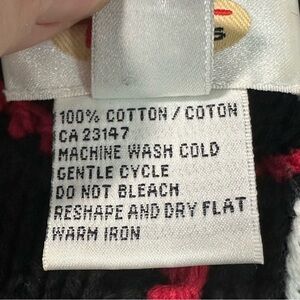 100% COTTON / COTON
CA 23147
MACHINE WASH COLD
GENTLE CYCLE
DO NOT BLEACH
RESHAPE AND DRY FLAT
WARM IRON